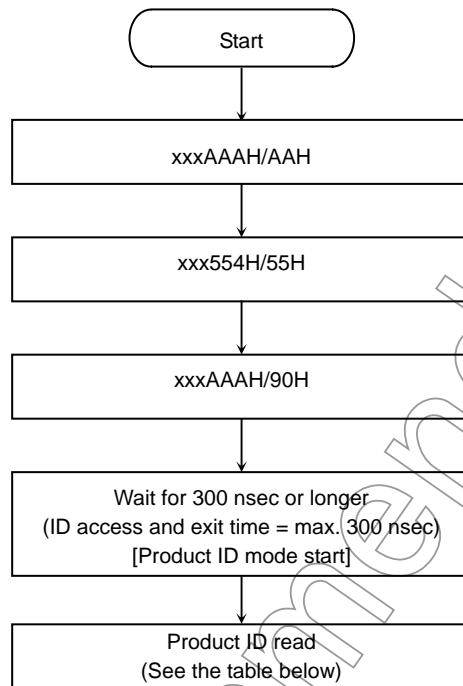 Start
xxxAAAH/AAH
xxx554H/55H
xxxAAAH/90H
Wait for 300 nsec or longer
(ID access and exit time = max. 300 nsec)
[Product ID mode start]
Product ID read
(See the table below)